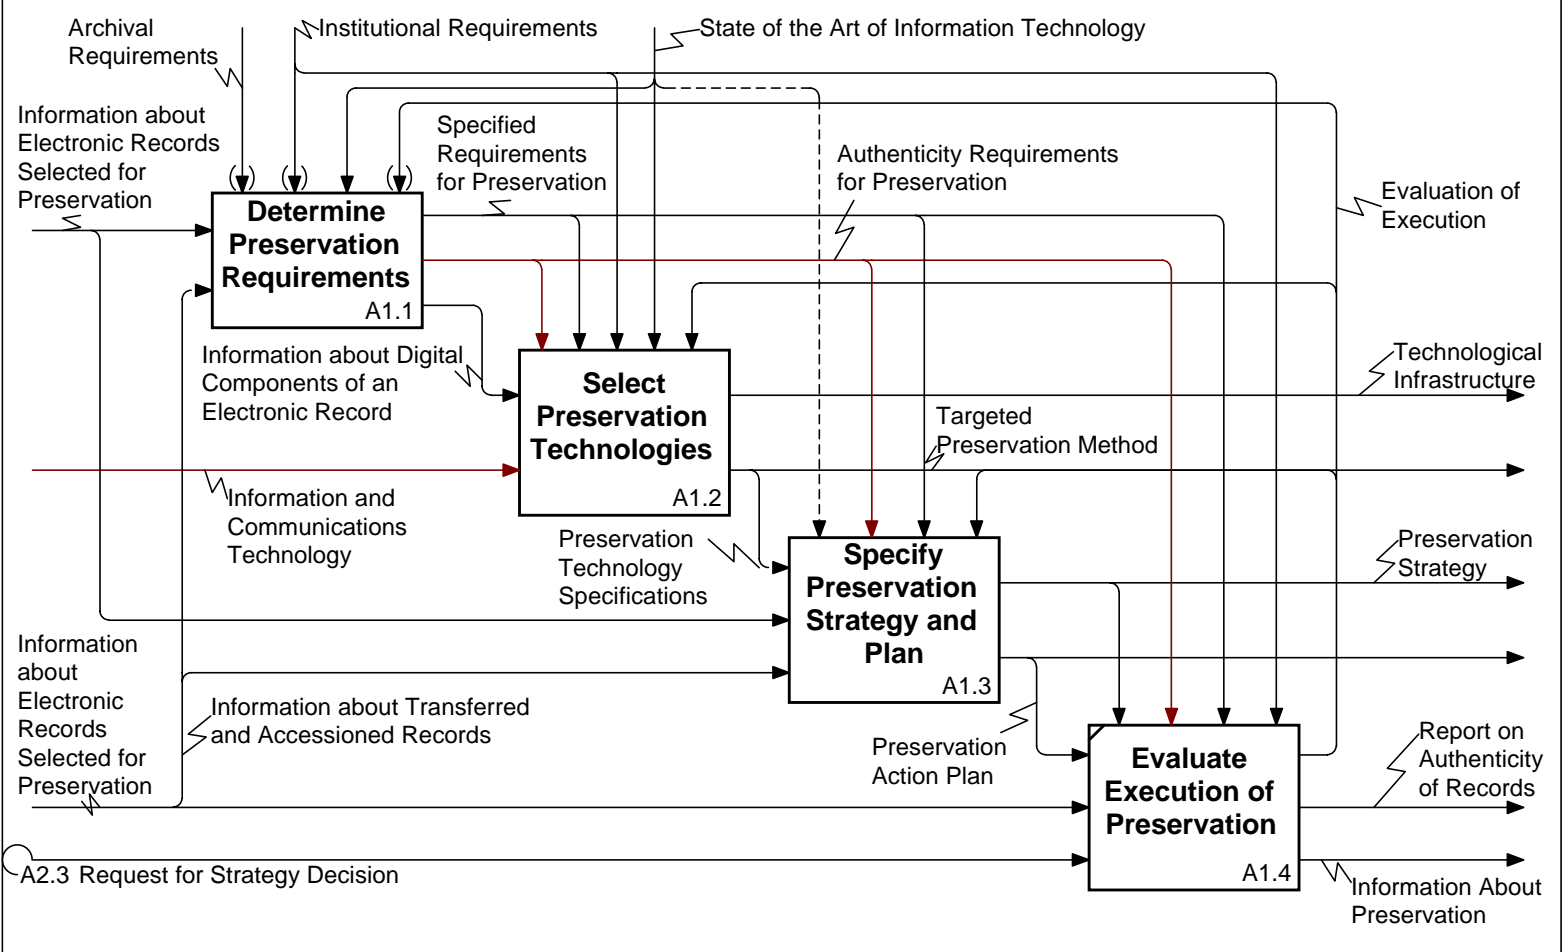 Archival
Requirements
Institutional Requirements
State of the Art of Information Technology
Information about
Electronic Records
Selected for
Preservation
Specified
Requirements
for Preservation
Authenticity Requirements
for Preservation
Evaluation of
Execution
Determine
Preservation
Requirements
A1.1
Information about Digital
Components of an
Electronic Record
Technological
Infrastructure
Select
Preservation
Technologies
A1.2
Targeted
Preservation Method
Information and
Communications
Technology
Preservation
Technology
Specifications
Preservation
Strategy
Specify
Preservation
Strategy and
Plan
A1.3
Information
about
Electronic
Records
Selected for
Preservation
Information about Transferred
and Accessioned Records
Preservation
Action Plan
Evaluate
Execution of
Preservation
A1.4
Report on
Authenticity
of Records
A2.3 Request for Strategy Decision
Information About
Preservation